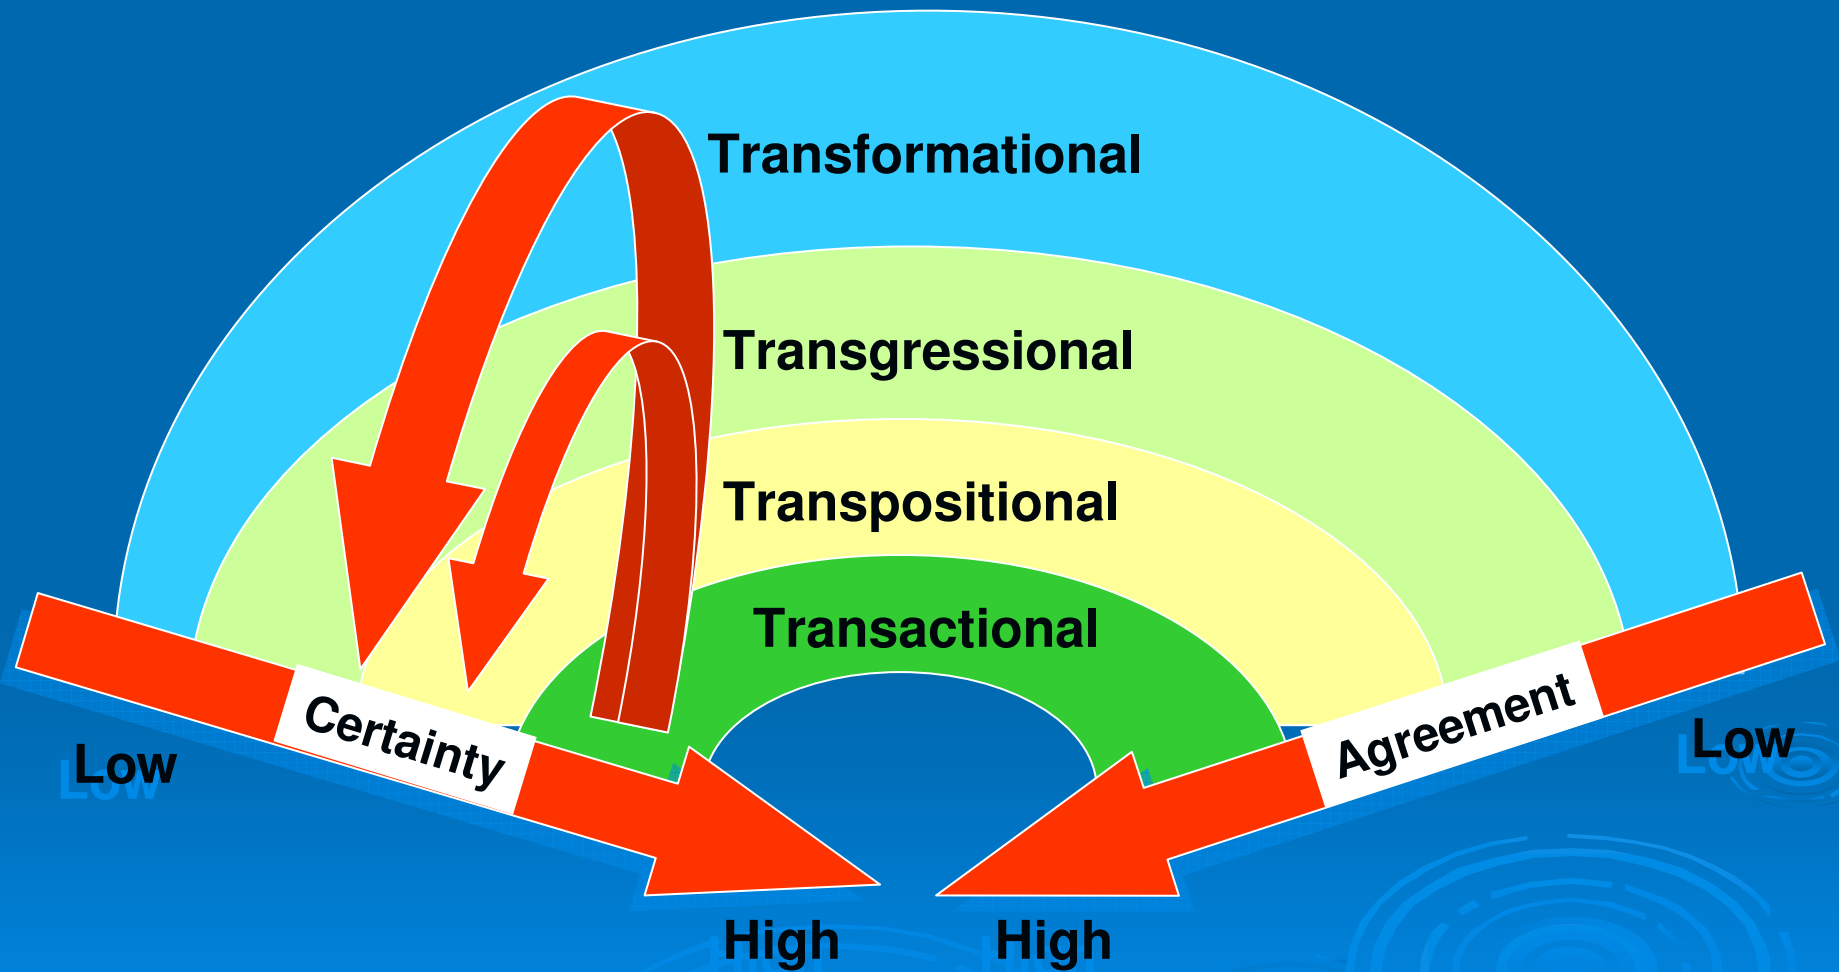 Transformational
Transgressional
Transpositional
Transactional
Certainty
Agreement
Low
Low
High
High